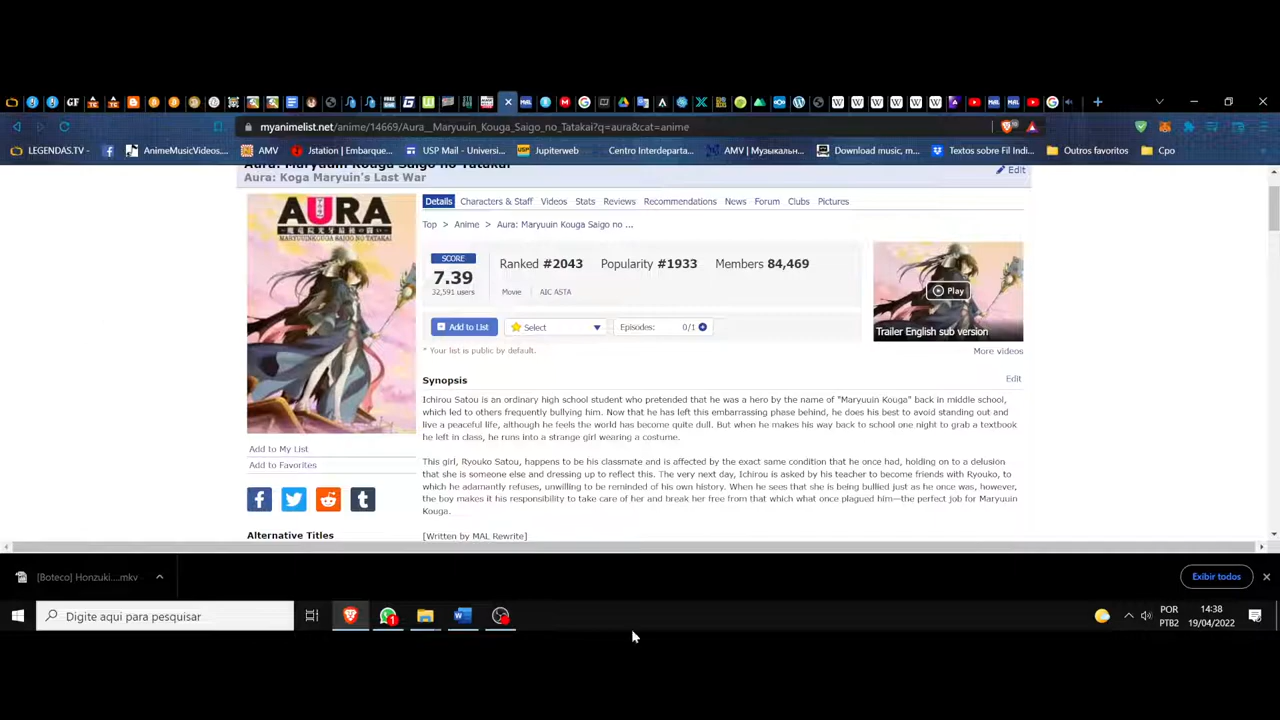 myanimelist.net/anime/14669/Aura__Maryuuin_Kouga_Saigo_no_Tatakai?q=aura&cat=anime
LEGENDAS.TV -
AnimeMusicVideos...
AMV
Jstation | Embarque...
USP Mail - Universi...
Jupiterweb
Centro Interdeparta...
AMV | Музыкальн...
Download music, m...
Textos sobre Fil Indi...
Outros favoritos
Cpo
Aura: Maryuuin Kouga Saigo no Tatakai
Edit
Aura: Koga Maryuin's Last War
AURA
MARYUINKOUGA SAIGO NO TATAKAI
Details Characters & Staff Videos Stats Reviews Recommendations News Forum Clubs Pictures
Top > Anime > Aura: Maryuuin Kouga Saigo no ...
SCORE
7.39
32,591 users
Ranked #2043 Popularity #1933 Members 84,469
Movie AIC ASTA
Add to List Select Episodes: 0/1
* Your list is public by default.
Play
Trailer English sub version
More videos
Synopsis Edit
Ichirou Satou is an ordinary high school student who pretended that he was a hero by the name of "Maryuuin Kouga" back in middle school,
which led to others frequently bullying him. Now that he has left this embarrassing phase behind, he does his best to avoid standing out and
live a peaceful life, although he feels the world has become quite dull. But when he makes his way back to school one night to grab a textbook
he left in class, he runs into a strange girl wearing a costume.
This girl, Ryouko Satou, happens to be his classmate and is affected by the exact same condition that he once had, holding on to a delusion
that she is someone else and dressing up to reflect this. The very next day, Ichirou is asked by his teacher to become friends with Ryouko, to
which he adamantly refuses, unwilling to be reminded of his own history. When he sees that she is being bullied just as he once was, however,
the boy makes it his responsibility to take care of her and break her free from that which what once plagued him—the perfect job for Maryuuin
Kouga.
[Written by MAL Rewrite]
Add to My List
Add to Favorites
Alternative Titles
[Boteco] Honzuki....mkv
Exibir todos
Digite aqui para pesquisar
POR
PTB2
14:38
19/04/2022